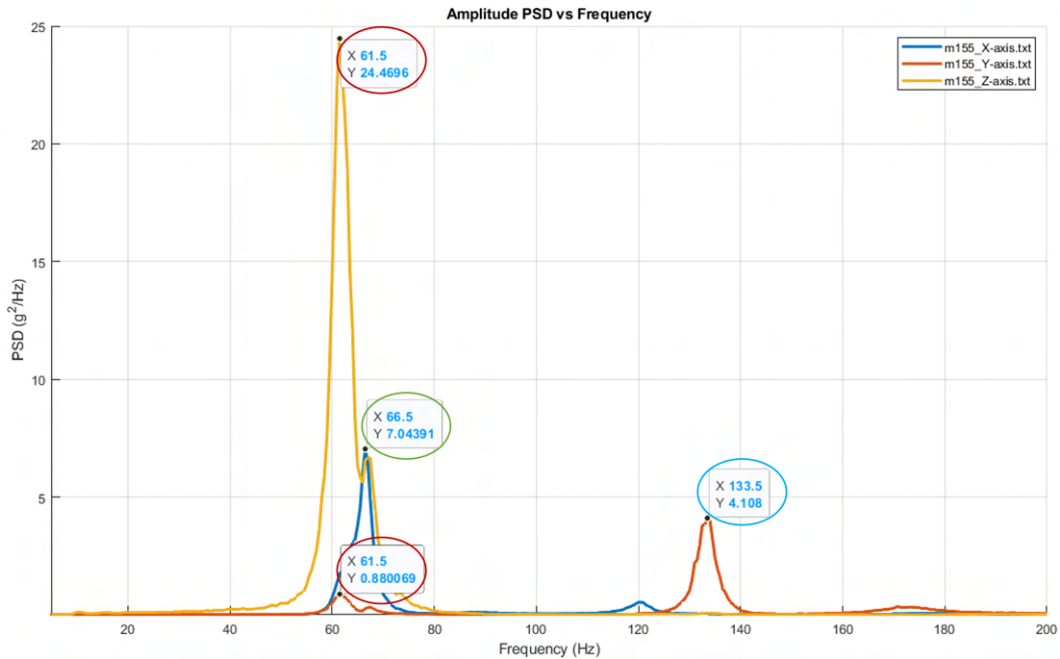 Amplitude PSD vs Frequency
25
20
15
10
5
PSD (g²/Hz)
X 61.5
Y 24.4696
m155_X-axis.txt
m155_Y-axis.txt
m155_Z-axis.txt
X 66.5
Y 7.04391
X 133.5
Y 4.108
X 61.5
Y 0.880069
20 40 60 80 100 120 140 160 180 200
Frequency (Hz)